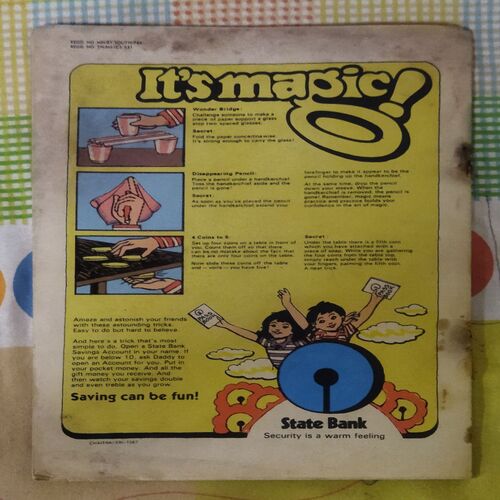 It's magic!
Wonder Bridge:
Challenge someone to make a
piece of paper support a glass
atop two spaced glasses.
Secret
Fold the paper concertina wise.
It's strong enough to carry the glass!
Disappearing Pencil:
Place a pencil under a handkerchief
Toss the handkerchief aside and the
pencil is gone
Secret:
As soon as you've placed the pencil
under the handkerchief extend your
forefinger to make it appear to be the
pencil holding up the handkerchief.
At the same time, drop the pencil
down your sleeve. When the
handkerchief is removed, the pencil is
gone! Remember, magic means
practice and practice builds your
confidence in the art of magic.
4 Coins to 5:
Set up four coins on a table in front of
you. Count them off so that there
can be no mistake about the fact that
there are only four coins on the table.
Now slide these coins off the table
and - voila - you have five!
Secret:
Under the table there is a fifth coin
which you have attached with a
piece of soap. While you are gathering
the four coins from the table top,
simply reach under the table with
your fingers, palming the fifth coin.
A neat trick.
Amaze and astonish your friends
with these astounding tricks.
Easy to do but hard to believe.
And here's a trick that's most
simple to do. Open a State Bank
Savings Account in your name. If
you are below 10, ask Daddy to
open an account for you. Put in
your pocket money. And all the
gift money you receive. And
then watch your savings double
and even treble as you grow.
Saving can be fun!
PASS BOOK
PASS BOOK
State Bank
Security is a warm feeling